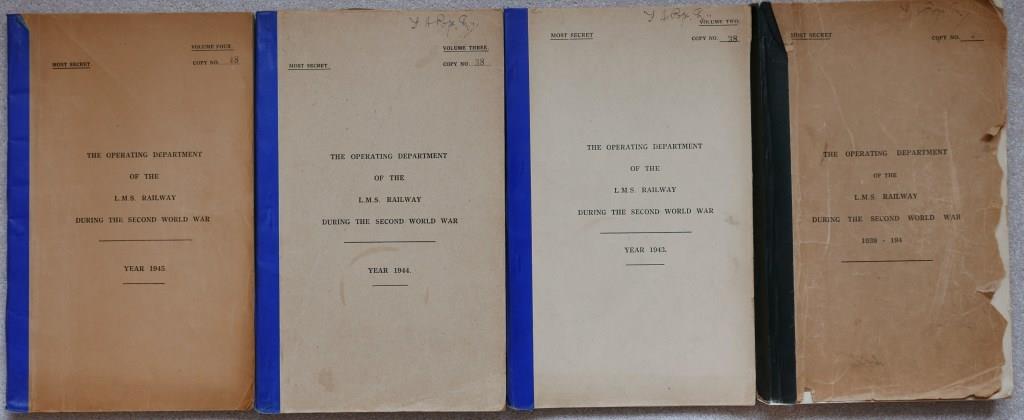 VOLUME FOUR.
MOST SECRET
COPY NO. 48
THE OPERATING DEPARTMENT
OF THE
L.M.S. RAILWAY
DURING THE SECOND WORLD WAR
YEAR 1945
VOLUME THREE.
MOST SECRET
COPY NO. 38
THE OPERATING DEPARTMENT
OF THE
L.M.S. RAILWAY
DURING THE SECOND WORLD WAR
YEAR 1944.
VOLUME TWO.
MOST SECRET
COPY NO. 38
THE OPERATING DEPARTMENT
OF THE
L.M.S. RAILWAY
DURING THE SECOND WORLD WAR
YEAR 1943.
MOST SECRET
COPY NO.
THE OPERATING DEPARTMENT
OF THE
L.M.S. RAILWAY
DURING THE SECOND WORLD WAR
1939 - 194